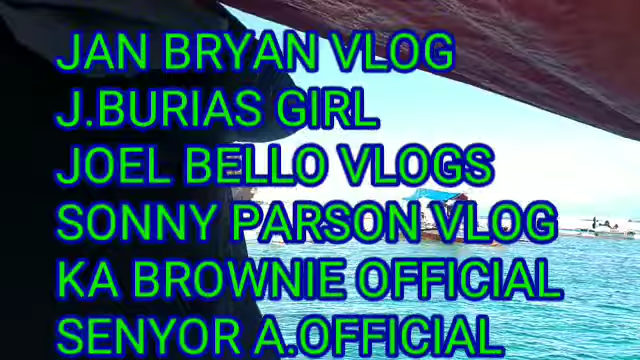 JAN BRYAN VLOG
J.BURIAS GIRL
JOEL BELLO VLOGS
SONNY PARSON VLOG
KA BROWNIE OFFICIAL
SENYOR A.OFFICIAL